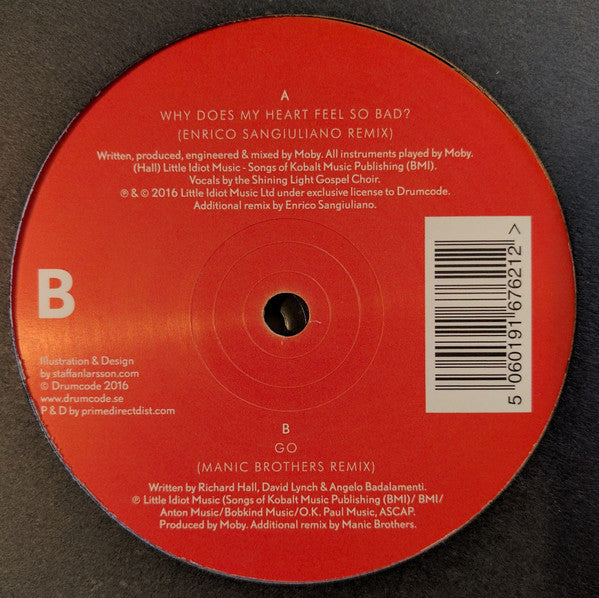 A
WHY DOES MY HEART FEEL SO BAD?
(ENRICO SANGIULIANO REMIX)
Written, produced, engineered & mixed by Moby. All instruments played by Moby.
(Hall) Little Idiot Music - Songs of Kobalt Music Publishing (BMI).
Vocals by the Shining Light Gospel Choir.
℗ & © 2016 Little Idiot Music Ltd under exclusive license to Drumcode.
Additional remix by Enrico Sangiuliano.
B
5 060191 676212 >
Illustration & Design
by staffanlarsson.com
© Drumcode 2016
www.drumcode.se
P & D by primedirectdist.com
B
GO
(MANIC BROTHERS REMIX)
Written by Richard Hall, David Lynch & Angelo Badalamenti.
℗ Little Idiot Music (Songs of Kobalt Music Publishing (BMI)/ BMI/
Anton Music/Bobkind Music/O.K. Paul Music, ASCAP.
Produced by Moby. Additional remix by Manic Brothers.